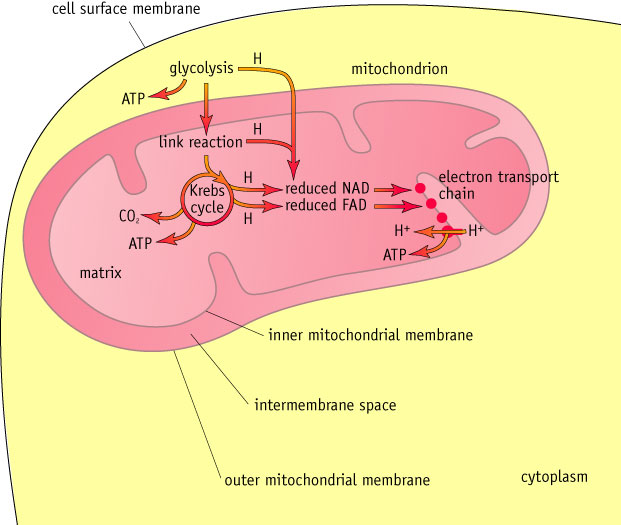 cell surface membrane
glycolysis
H
mitochondrion
ATP
link reaction
H
Krebs
cycle
H
H
reduced NAD
reduced FAD
electron transport
chain
CO₂
ATP
H⁺
H⁺
ATP
matrix
inner mitochondrial membrane
intermembrane space
outer mitochondrial membrane
cytoplasm